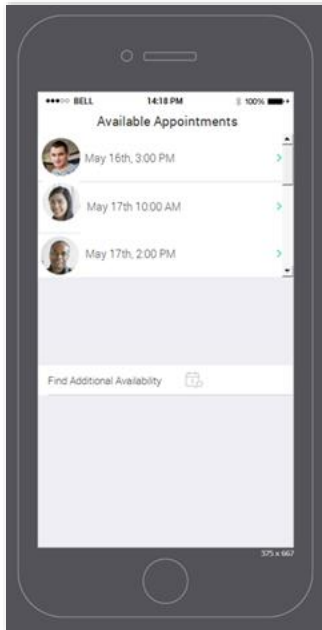 BELL 14:18 PM 100%
Available Appointments
May 16th, 3:00 PM
May 17th 10:00 AM
May 17th, 2:00 PM
Find Additional Availability
375 x 667